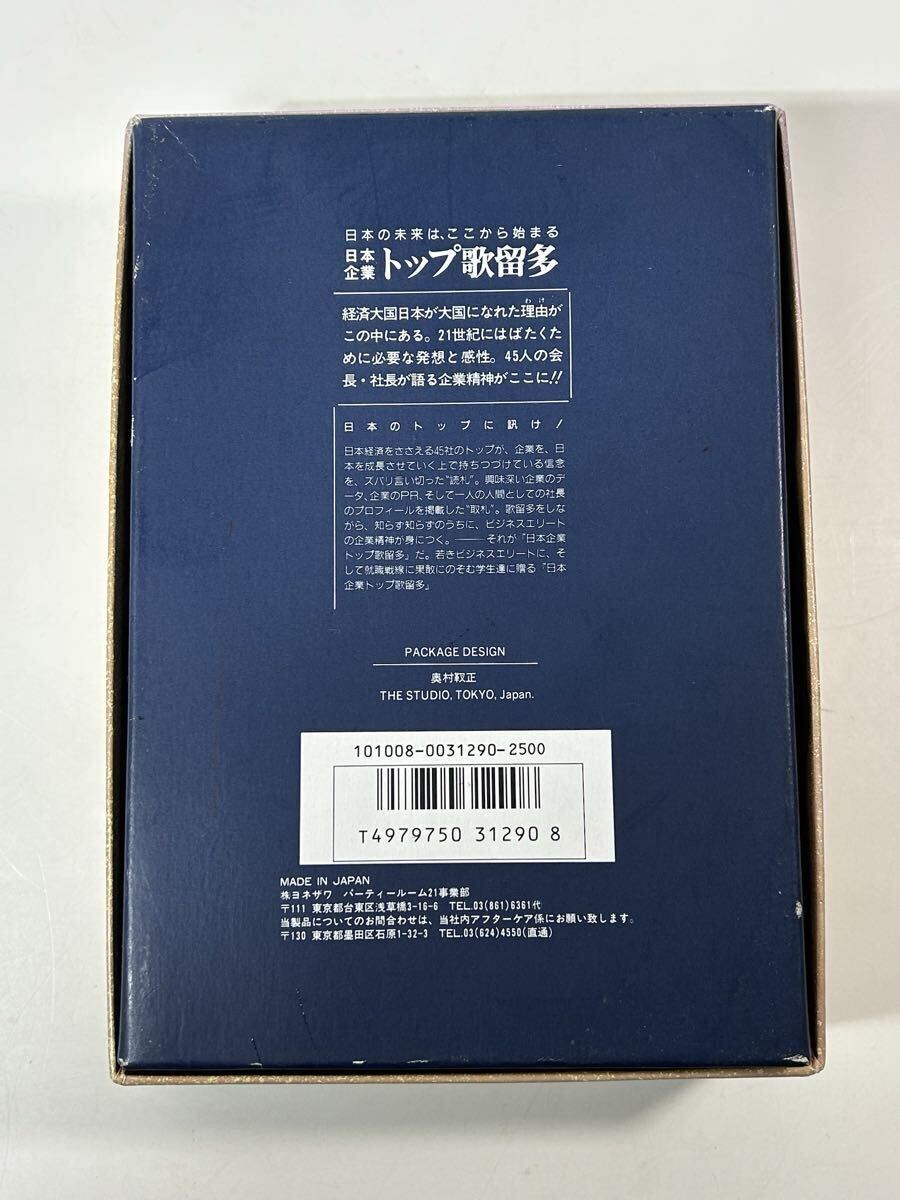 日本の未来は、ここから始まる
日本企業トップ歌留多
わけ
経済大国日本が大国になれた理由が
この中にある。21世紀にはばたくた
めに必要な発想と感性。45人の会
長・社長が語る企業精神がここに!!
日本のトップに訊け!
日本経済をささえる45社のトップが、企業を、日
本を成長させていく上で持ちつづけている信念
を、ズバリ言い切った“読札”。興味深い企業のデ
ータ、企業のPR、そして一人の人間としての社長
のプロフィールを掲載した“取札”。歌留多をしな
がら、知らず知らずのうちに、ビジネスエリート
の企業精神が身につく。——それが「日本企業
トップ歌留多」だ。若きビジネスエリートに、そ
して就職戦線に果敢にのぞむ学生達に贈る「日本
企業トップ歌留多」
PACKAGE DESIGN
奥村靫正
THE STUDIO, TOKYO, Japan.
101008-0031290-2500
T4979750 31290 8
MADE IN JAPAN
株ヨネザワ パーティールーム21事業部
〒111 東京都台東区浅草橋3-16-6 TEL.03(861)6361代
当製品についてのお問合わせは、当社内アフターケア係にお願い致します。
〒130 東京都墨田区石原1-32-3 TEL.03(624)4550(直通)